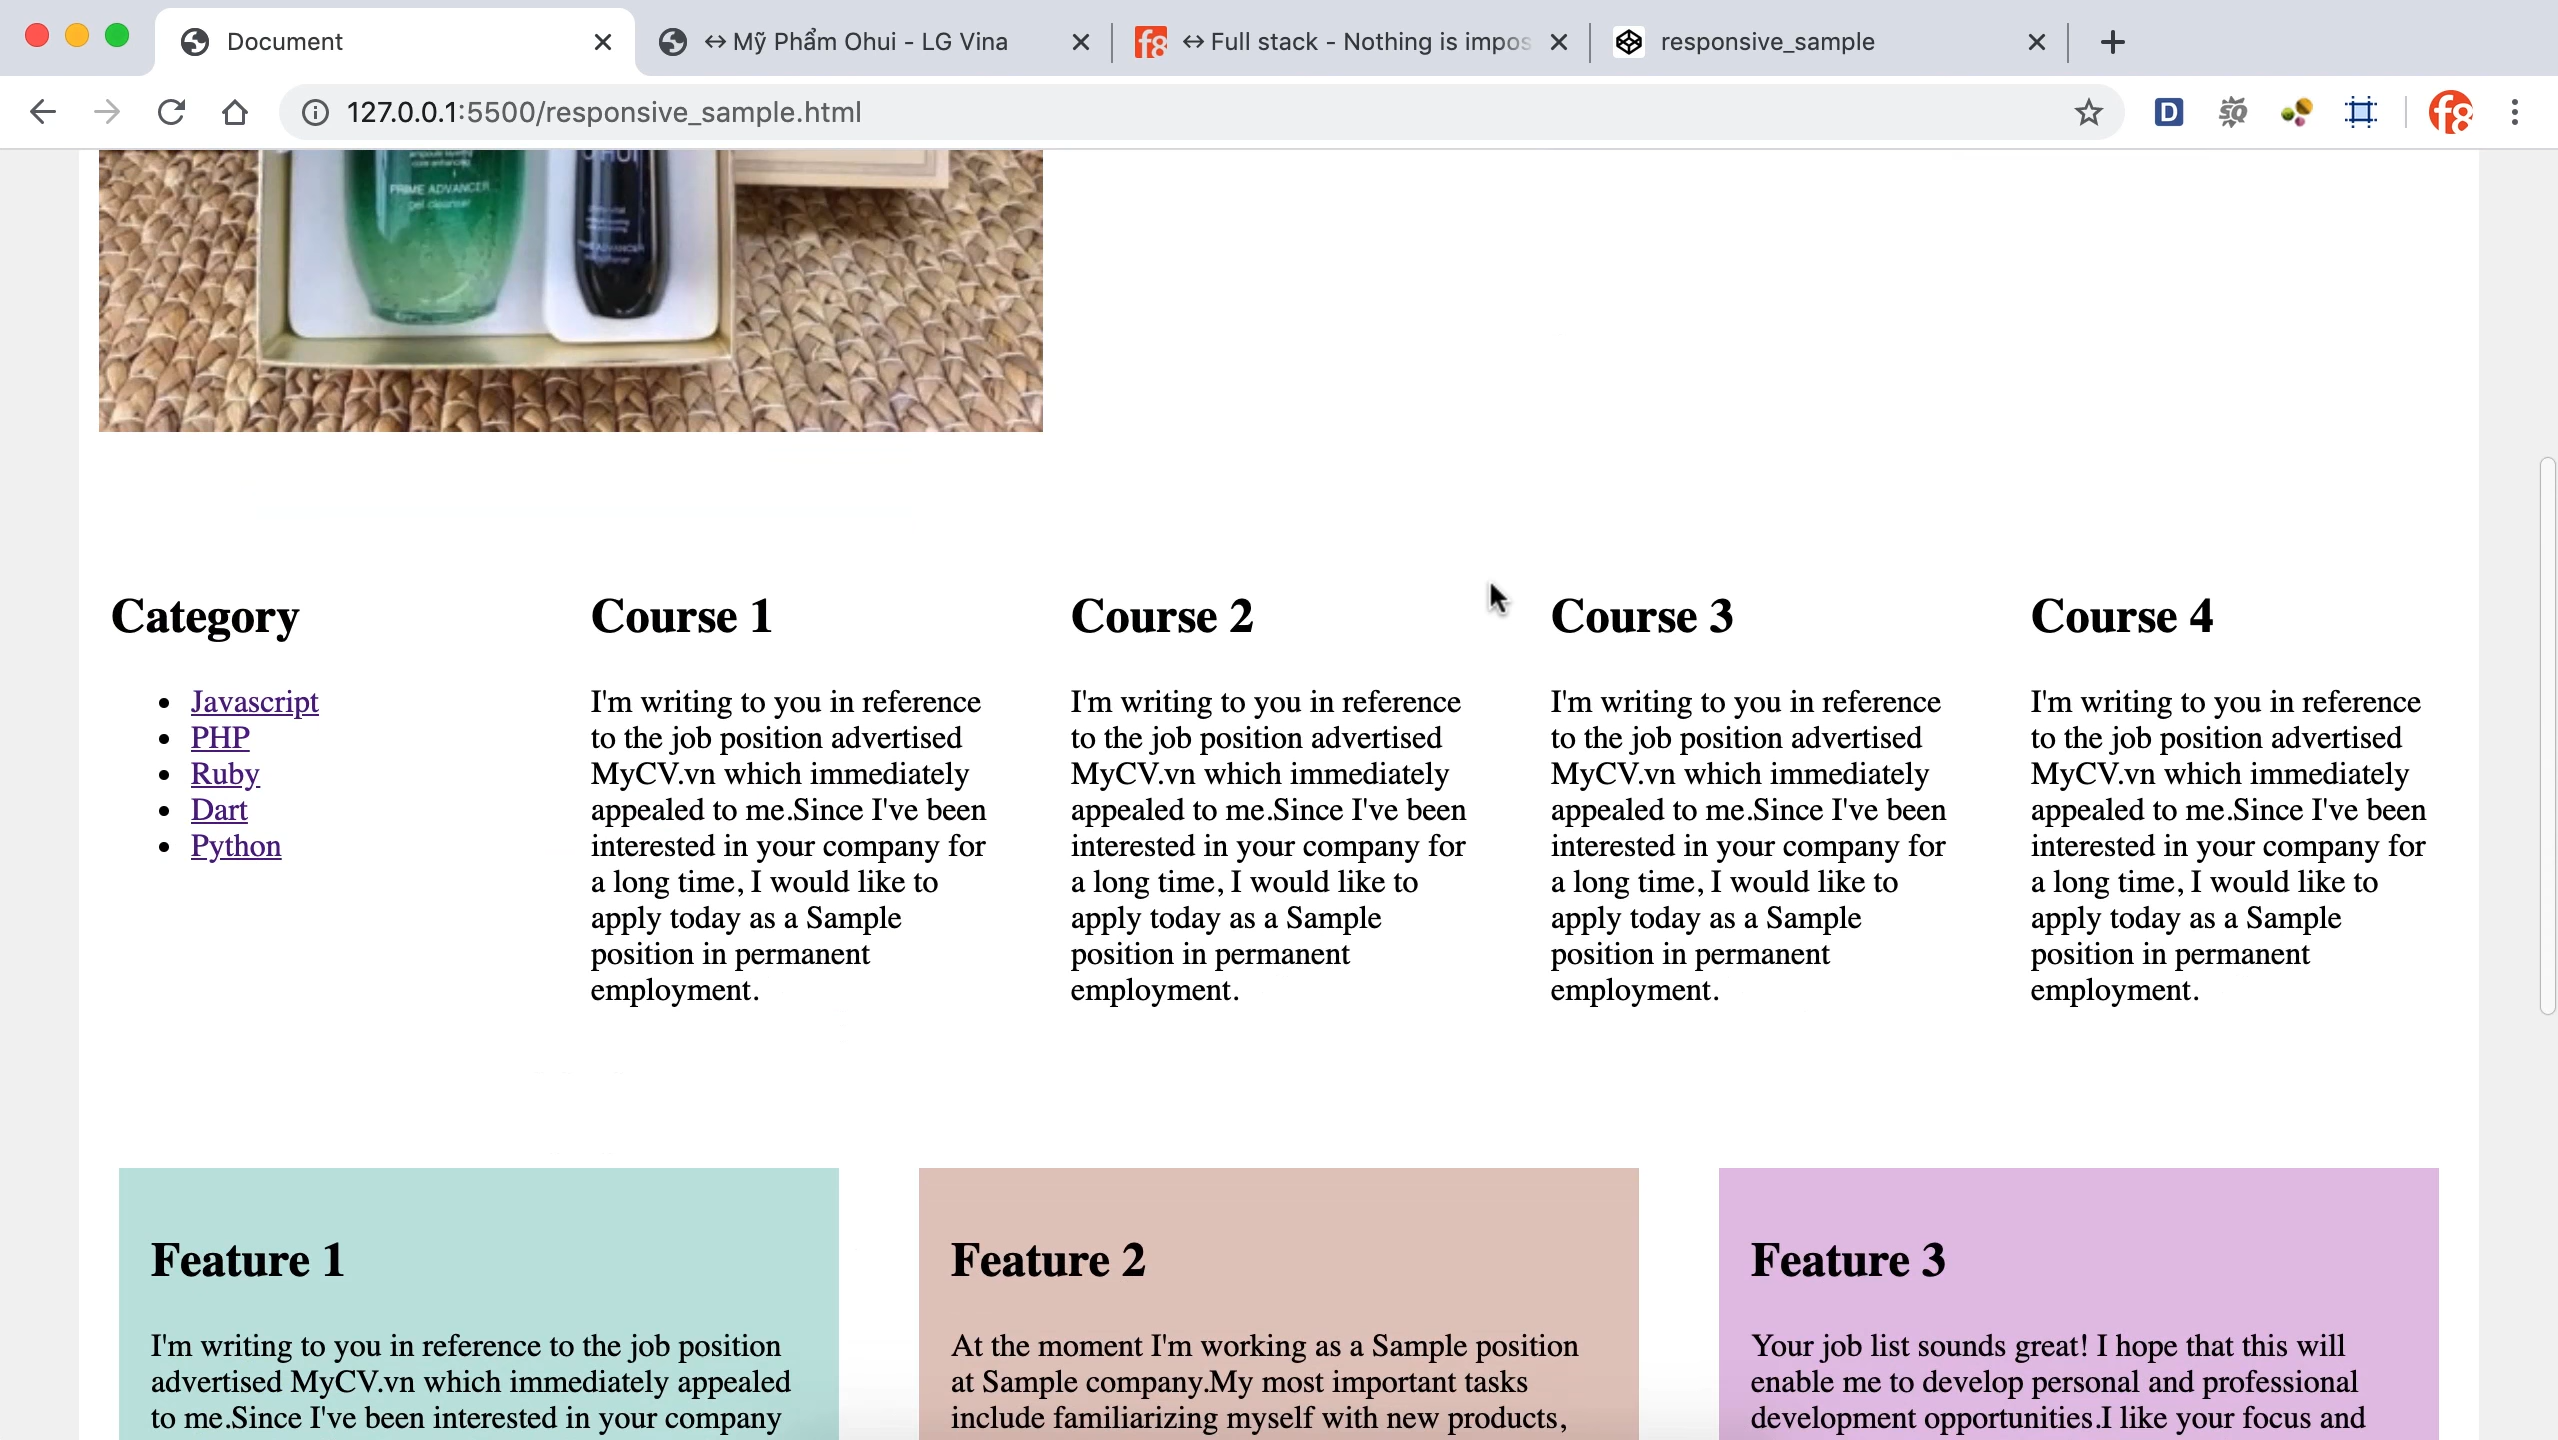 Document
↔ Mỹ Phẩm Ohui - LG Vina
f8
↔ Full stack - Nothing is impos
responsive_sample
127.0.0.1:5500/responsive_sample.html
D
SQ
f8
PRIME ADVANCER
gel cleanser
Category
Javascript
PHP
Ruby
Dart
Python
Course 1
I'm writing to you in reference
to the job position advertised
MyCV.vn which immediately
appealed to me.Since I've been
interested in your company for
a long time, I would like to
apply today as a Sample
position in permanent
employment.
Course 2
I'm writing to you in reference
to the job position advertised
MyCV.vn which immediately
appealed to me.Since I've been
interested in your company for
a long time, I would like to
apply today as a Sample
position in permanent
employment.
Course 3
I'm writing to you in reference
to the job position advertised
MyCV.vn which immediately
appealed to me.Since I've been
interested in your company for
a long time, I would like to
apply today as a Sample
position in permanent
employment.
Course 4
I'm writing to you in reference
to the job position advertised
MyCV.vn which immediately
appealed to me.Since I've been
interested in your company for
a long time, I would like to
apply today as a Sample
position in permanent
employment.
Feature 1
I'm writing to you in reference to the job position
advertised MyCV.vn which immediately appealed
to me.Since I've been interested in your company
Feature 2
At the moment I'm working as a Sample position
at Sample company.My most important tasks
include familiarizing myself with new products,
Feature 3
Your job list sounds great! I hope that this will
enable me to develop personal and professional
development opportunities.I like your focus and